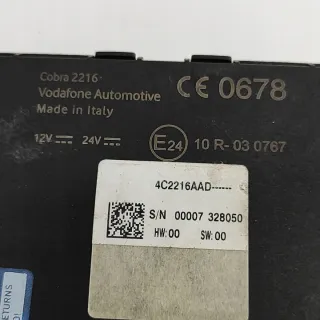 Cobra 2216
Vodafone Automotive
Made in Italy
CE 0678
12V 24V
E24 10 R- 03 0767
4C2216AAD------
S/N 00007 328050
HW:00 SW:00
RETURNS